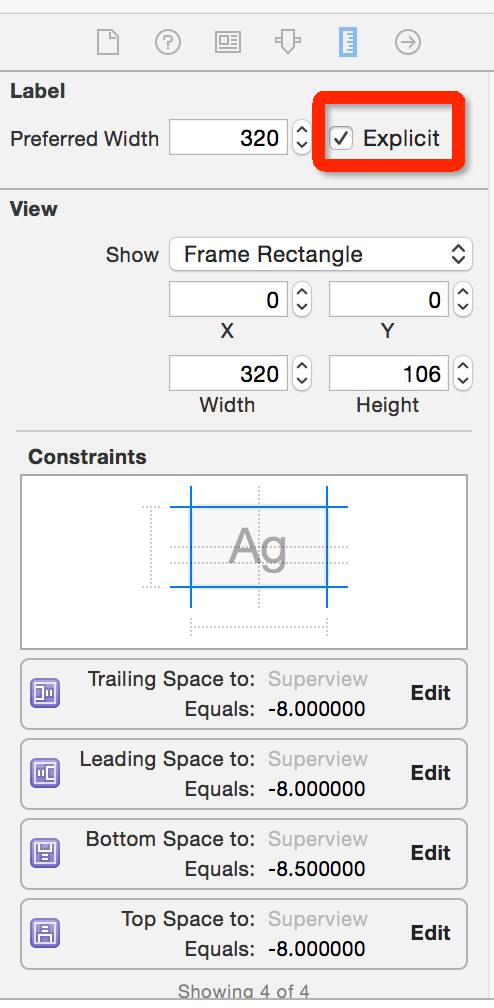 Label
Preferred Width 320 Explicit
View
Show Frame Rectangle
0 0
X Y
320 106
Width Height
Constraints
Ag
Trailing Space to: Superview
Equals: -8.000000 Edit
Leading Space to: Superview
Equals: -8.000000 Edit
Bottom Space to: Superview
Equals: -8.500000 Edit
Top Space to: Superview
Equals: -8.000000 Edit
Showing 4 of 4